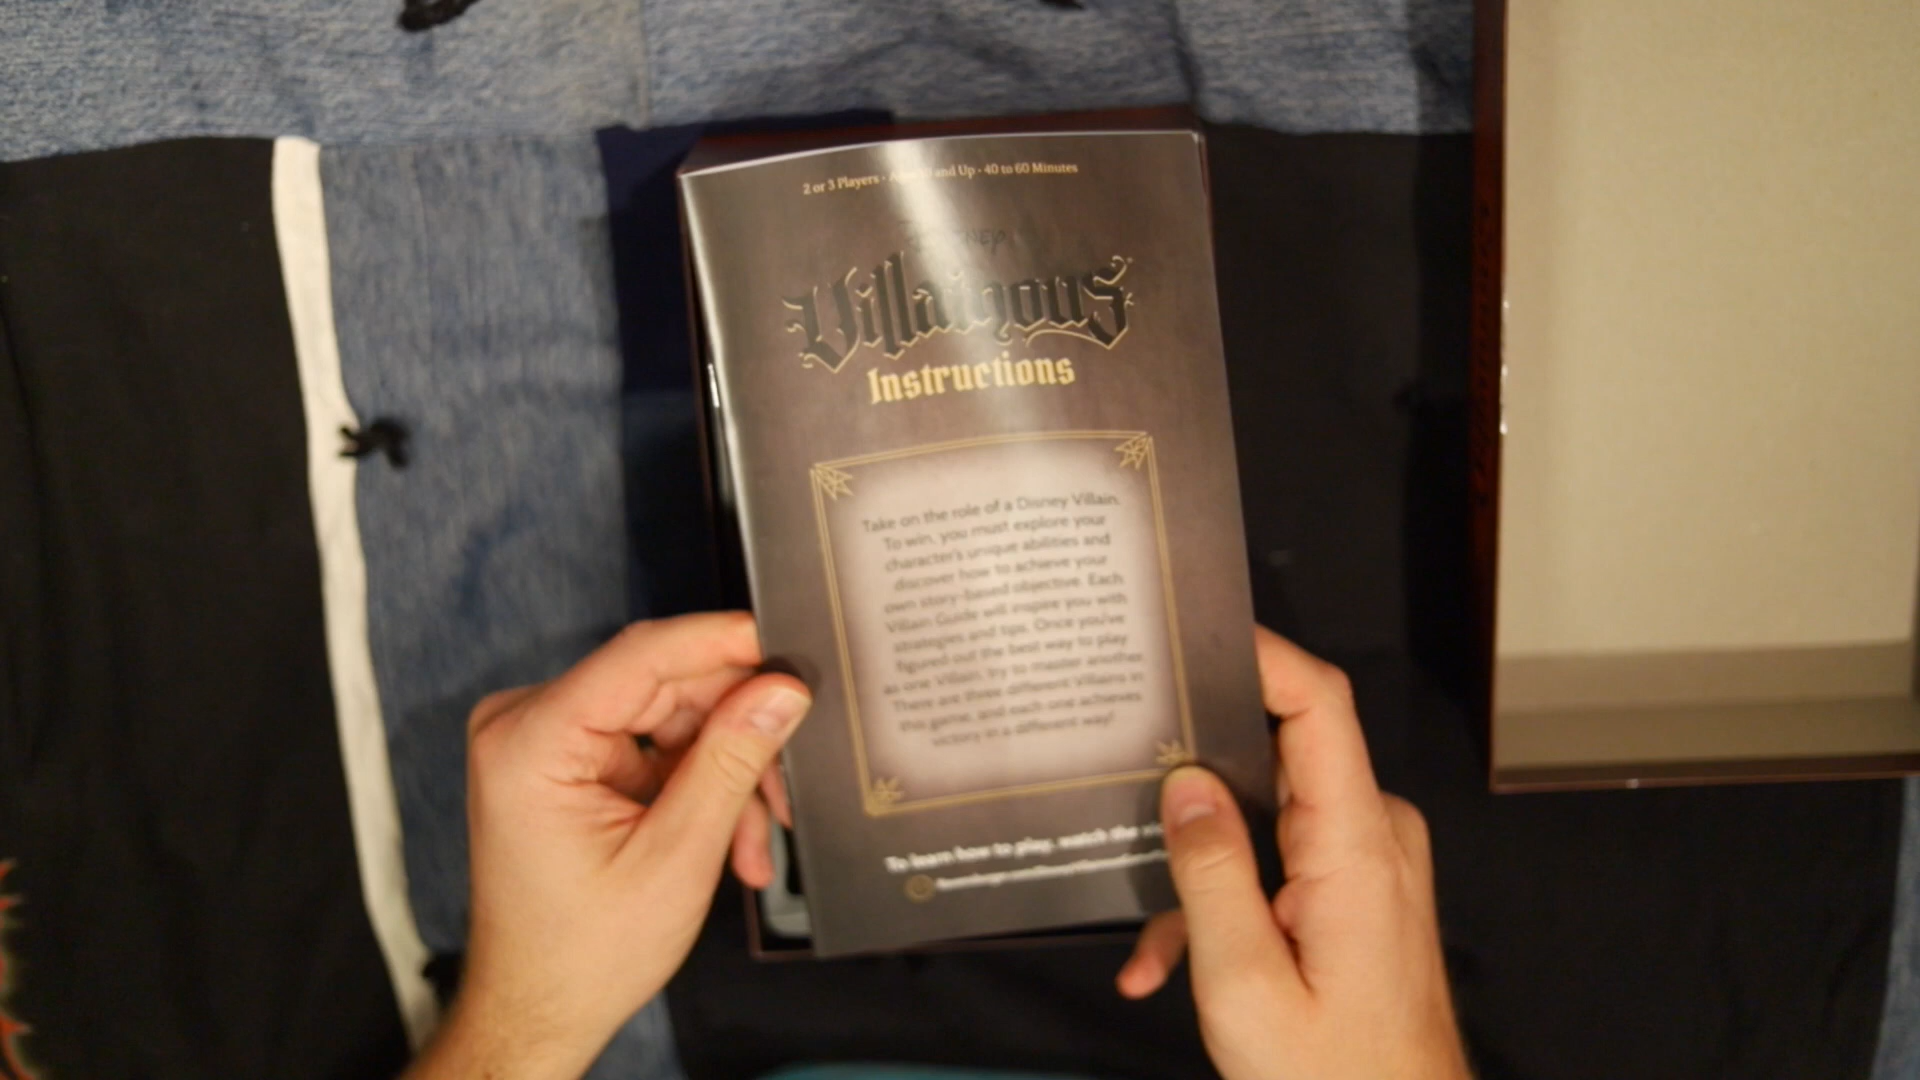 2 or 3 Players · and Up · 40 to 60 Minutes
Disney
Villainous
Instructions
Take on the role of a Disney Villain.
To win, you must explore your
character's unique abilities and
discover how to achieve your
own story-based objective. Each
Villain Guide will inspire you with
strategies and tips. Once you've
figured out the best way to play
as one Villain, try to master another.
There are three different Villains in
this game, and each one achieves
victory in a different way!
To learn how to play, watch the